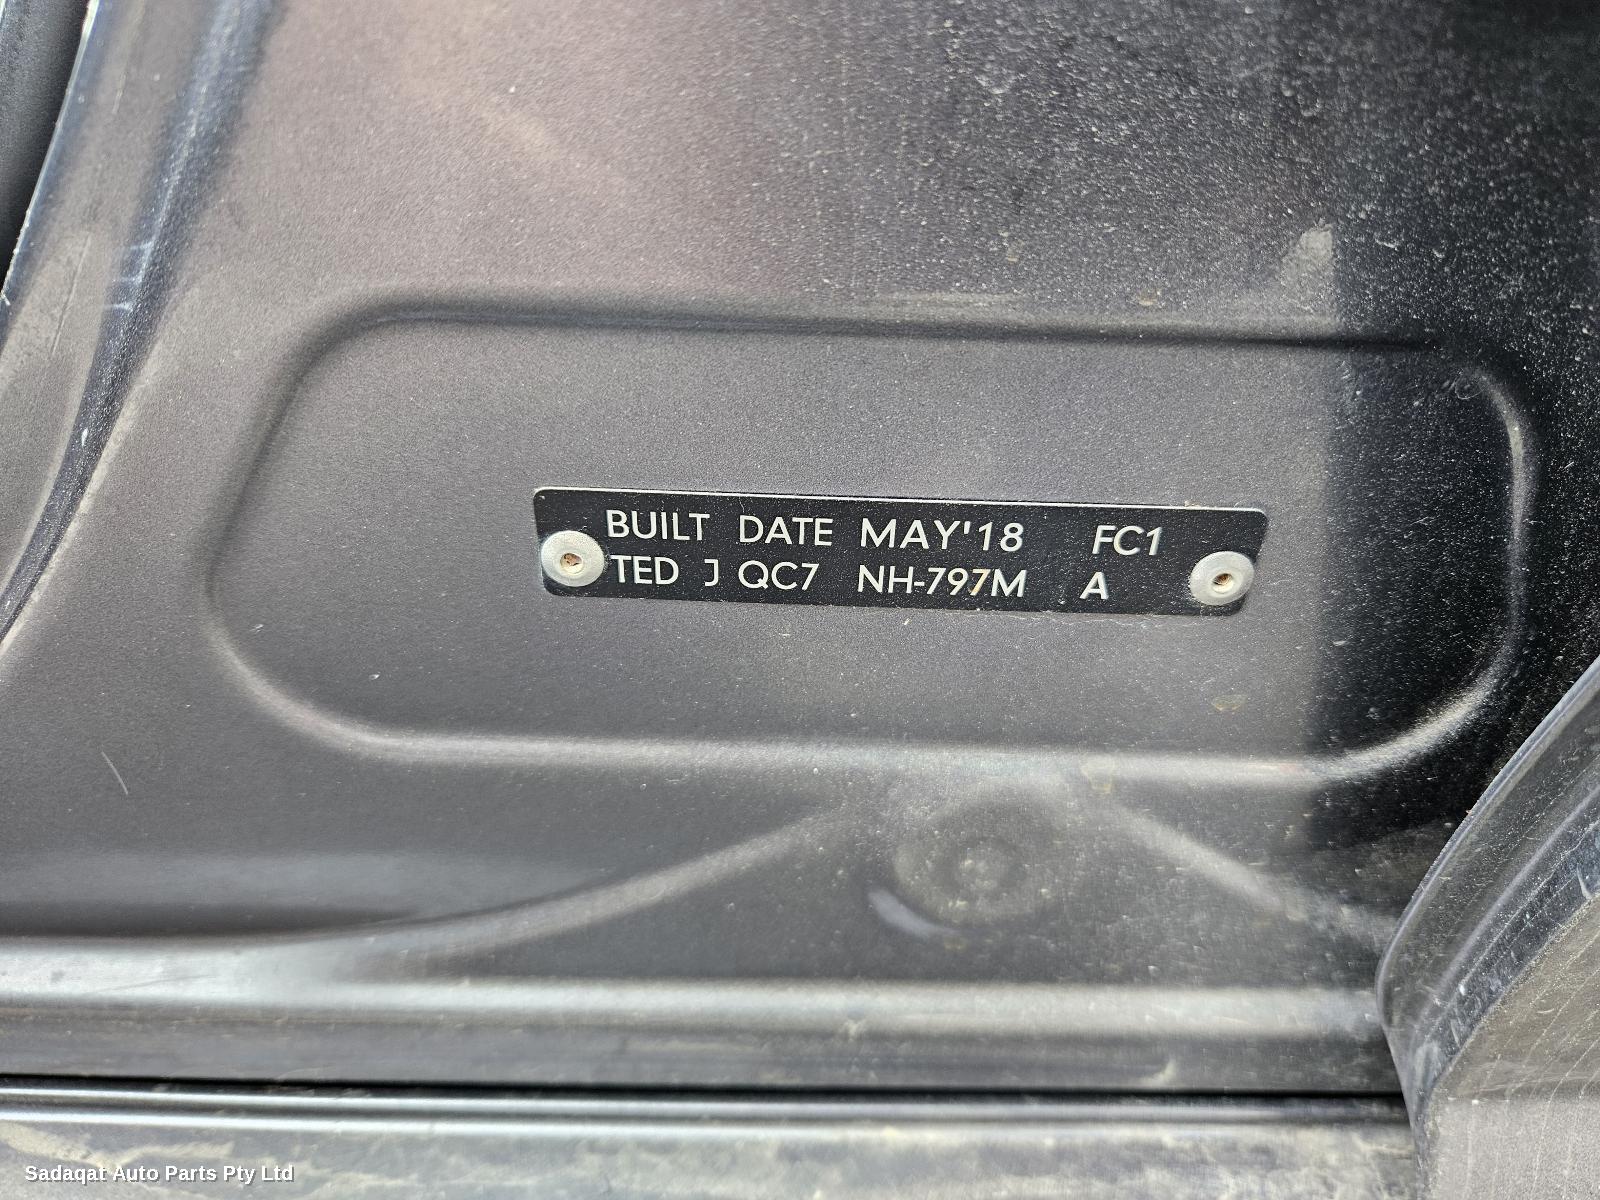 BUILT DATE MAY'18 FC1
TED J QC7 NH-797M A
Sadaqat Auto Parts Pty Ltd